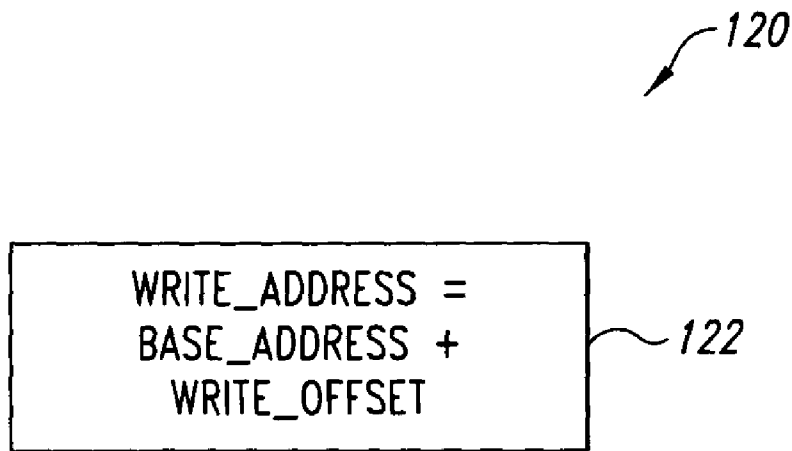 120
WRITE_ADDRESS =
BASE_ADDRESS +
WRITE_OFFSET
122